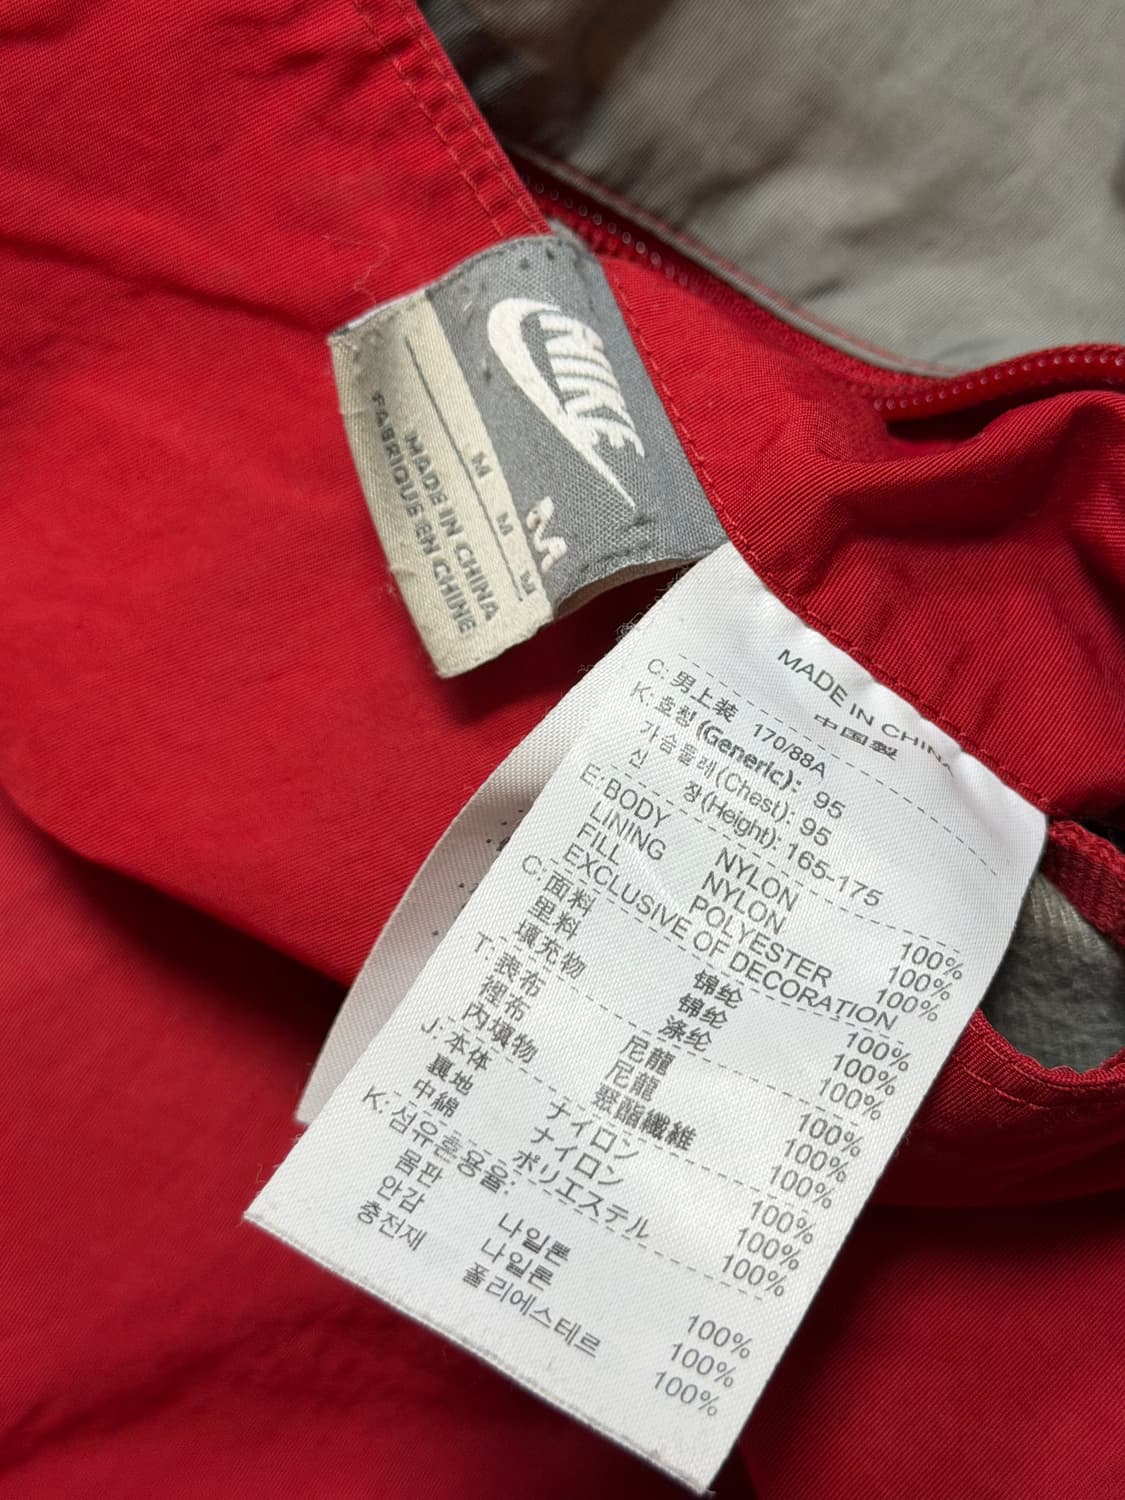 NIKE
M
M
M
M
MADE IN CHINA
FABRIQUE EN CHINE
MADE IN CHINA
中国製
C: 男上装 170/88A
K: 호칭 (Generic): 95
가슴둘레(Chest): 95
신 장(Height): 165-175
E: BODY NYLON 100%
LINING NYLON 100%
FILL POLYESTER 100%
EXCLUSIVE OF DECORATION
C: 面料 锦纶 100%
里料 锦纶 100%
填充物 涤纶 100%
T: 表布 尼龍 100%
裡布 尼龍 100%
內填物 聚酯纖維 100%
J: 本体 ナイロン 100%
裏地 ナイロン 100%
中綿 ポリエステル 100%
K: 섬유혼용율:
몸판 나일론 100%
안감 나일론 100%
충전재 폴리에스테르 100%